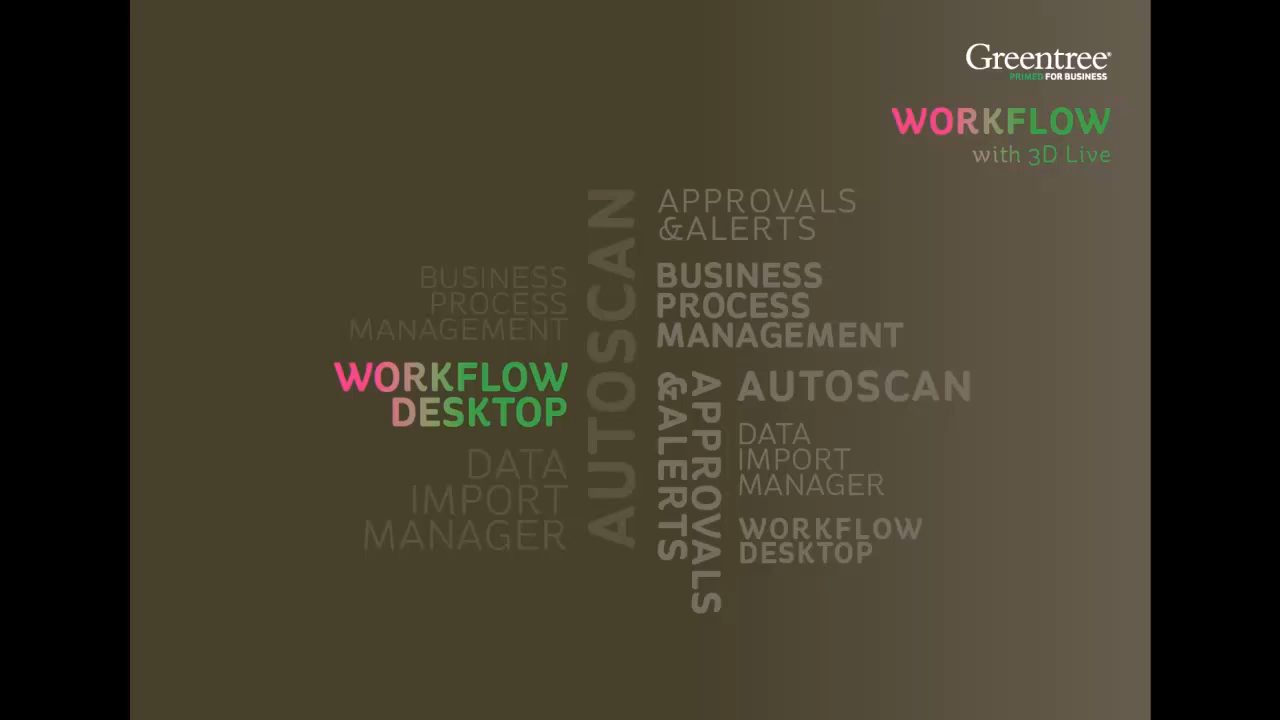 Greentree®
PRIMED FOR BUSINESS
WORKFLOW
with 3D Live
BUSINESS
PROCESS
MANAGEMENT
WORKFLOW
DESKTOP
DATA
IMPORT
MANAGER
AUTOSCAN
APPROVALS
&ALERTS
BUSINESS
PROCESS
MANAGEMENT
APPROVALS
&ALERTS
AUTOSCAN
DATA
IMPORT
MANAGER
WORKFLOW
DESKTOP